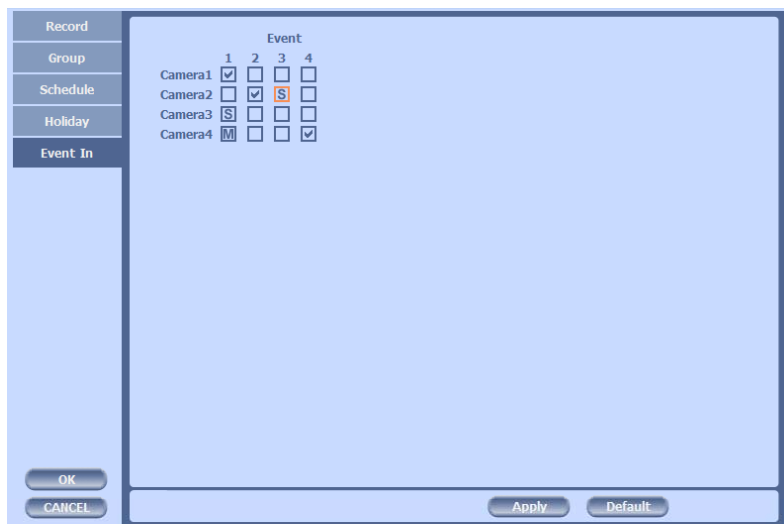 Record
Group
Schedule
Holiday
Event In
OK
CANCEL
Event
1 2 3 4
Camera1
Camera2 S
Camera3 S
Camera4 M
Apply Default